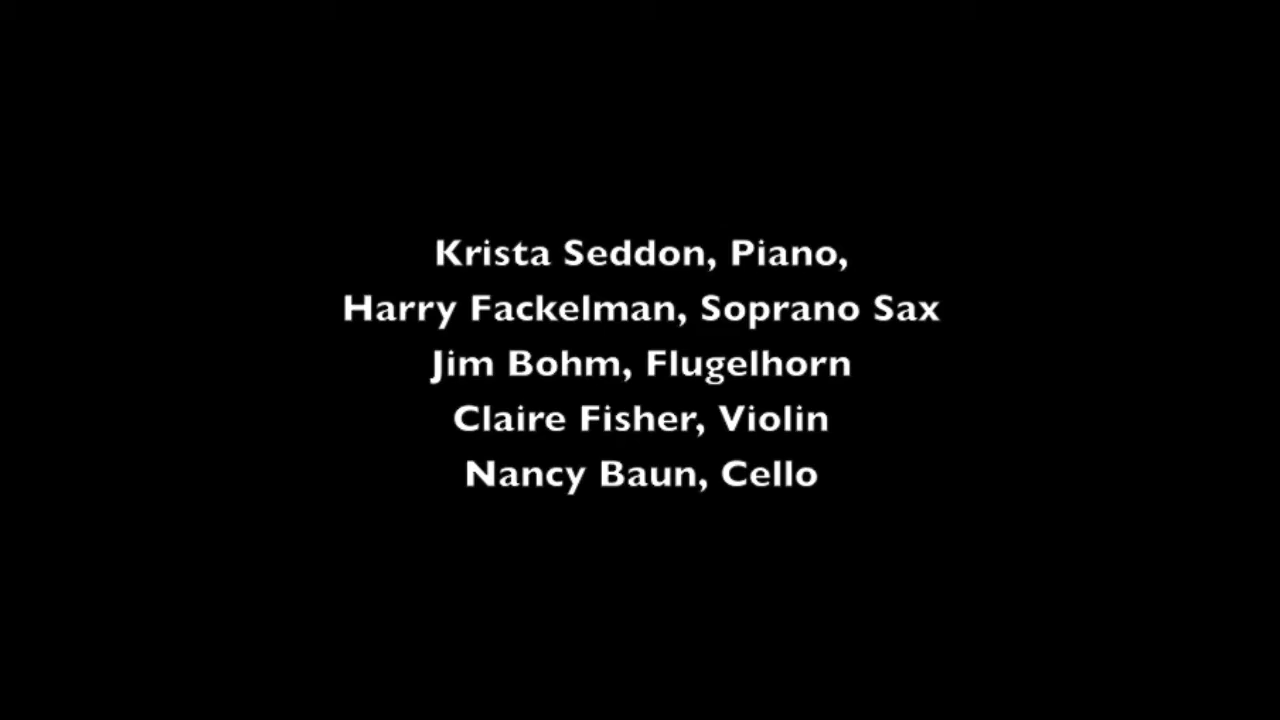 Krista Seddon, Piano,
Harry Fackelman, Soprano Sax
Jim Bohm, Flugelhorn
Claire Fisher, Violin
Nancy Baun, Cello